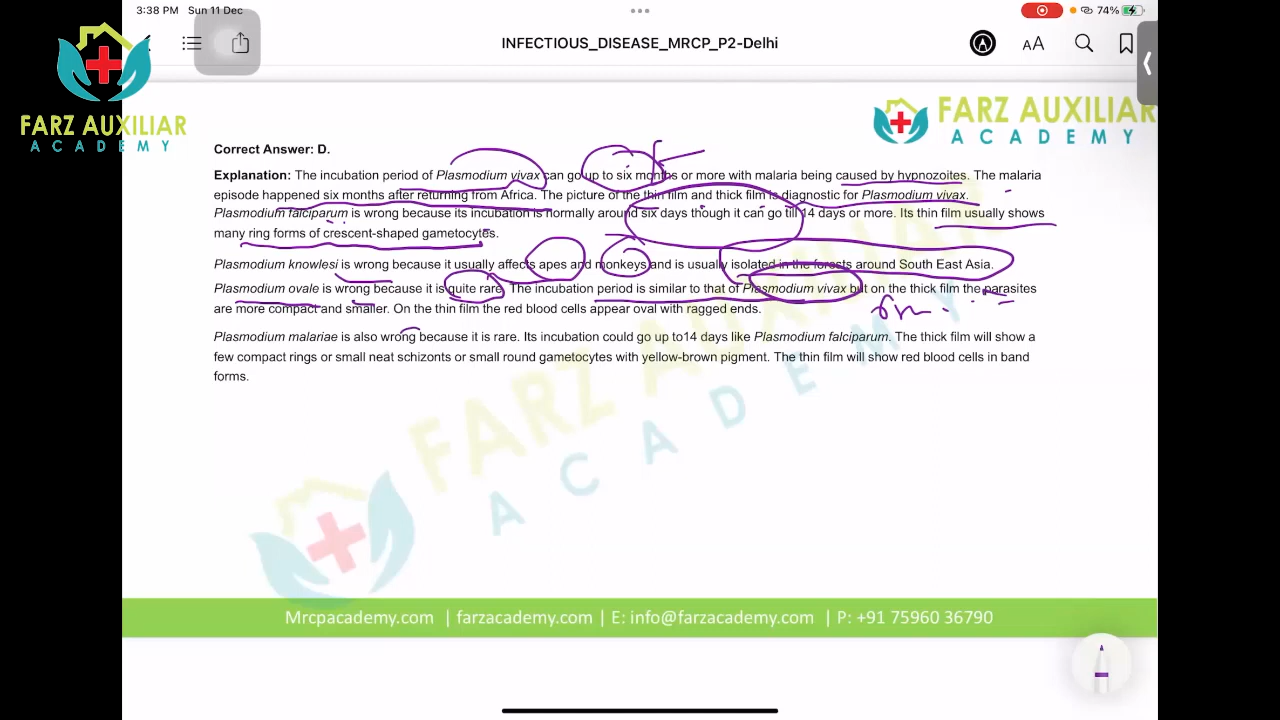 3:38 PM Sun 11 Dec
74%
INFECTIOUS_DISEASE_MRCP_P2-Delhi
AA
FARZ AUXILIAR
ACADEMY
FARZ AUXILIAR
ACADEMY
Correct Answer: D.
Explanation: The incubation period of Plasmodium vivax can go up to six months or more with malaria being caused by hypnozoites. The malaria
episode happened six months after returning from Africa. The picture of the thin film and thick film is diagnostic for Plasmodium vivax.
Plasmodium falciparum is wrong because its incubation is normally around six days though it can go till 14 days or more. Its thin film usually shows
many ring forms of crescent-shaped gametocytes.
Plasmodium knowlesi is wrong because it usually affects apes and monkeys and is usually isolated in the forests around South East Asia.
Plasmodium ovale is wrong because it is quite rare. The incubation period is similar to that of Plasmodium vivax but on the thick film the parasites
are more compact and smaller. On the thin film the red blood cells appear oval with ragged ends.
Plasmodium malariae is also wrong because it is rare. Its incubation could go up to14 days like Plasmodium falciparum. The thick film will show a
few compact rings or small neat schizonts or small round gametocytes with yellow-brown pigment. The thin film will show red blood cells in band
forms.
FARZ AUXILIAR
ACADEMY
Mrcpacademy.com | farzacademy.com | E: info@farzacademy.com | P: +91 75960 36790